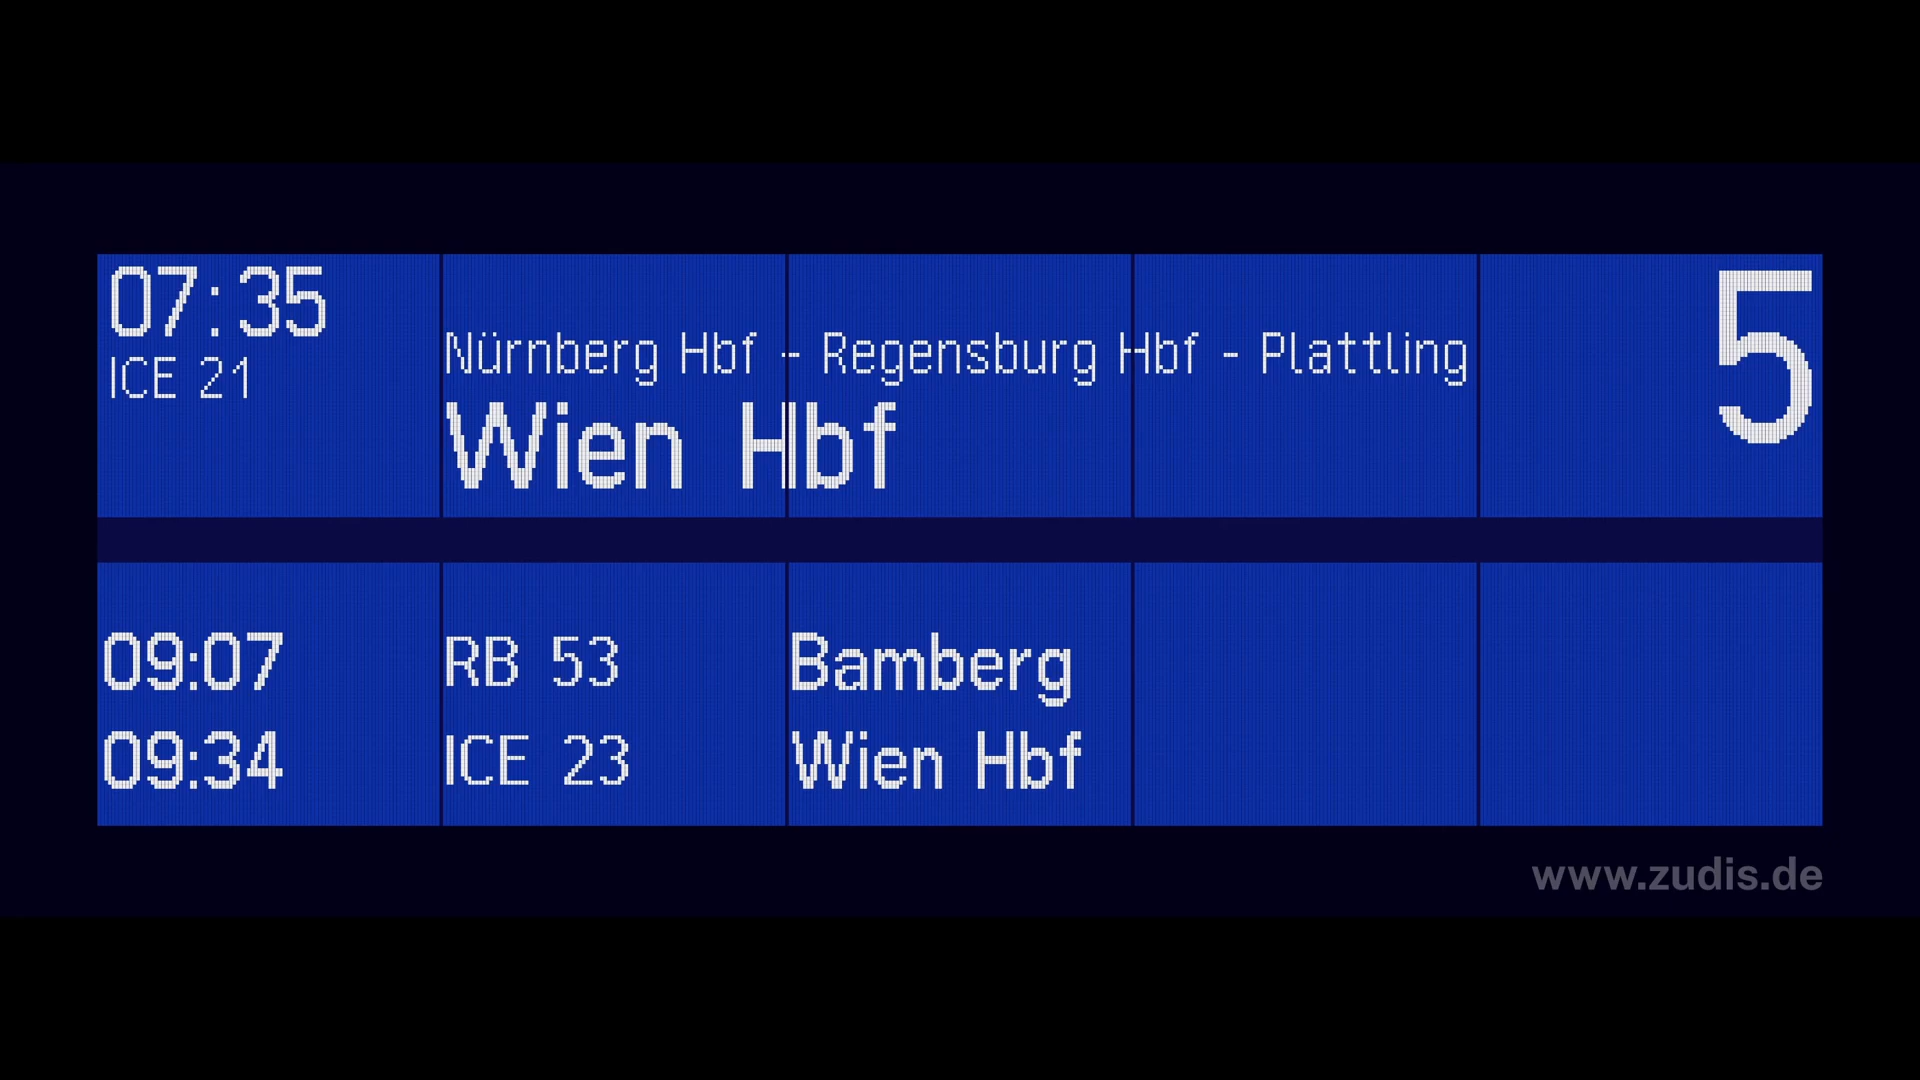 07:35
ICE 21
Nürnberg Hbf - Regensburg Hbf - Plattling
Wien Hbf
5
09:07 RB 53 Bamberg
09:34 ICE 23 Wien Hbf
www.zudis.de